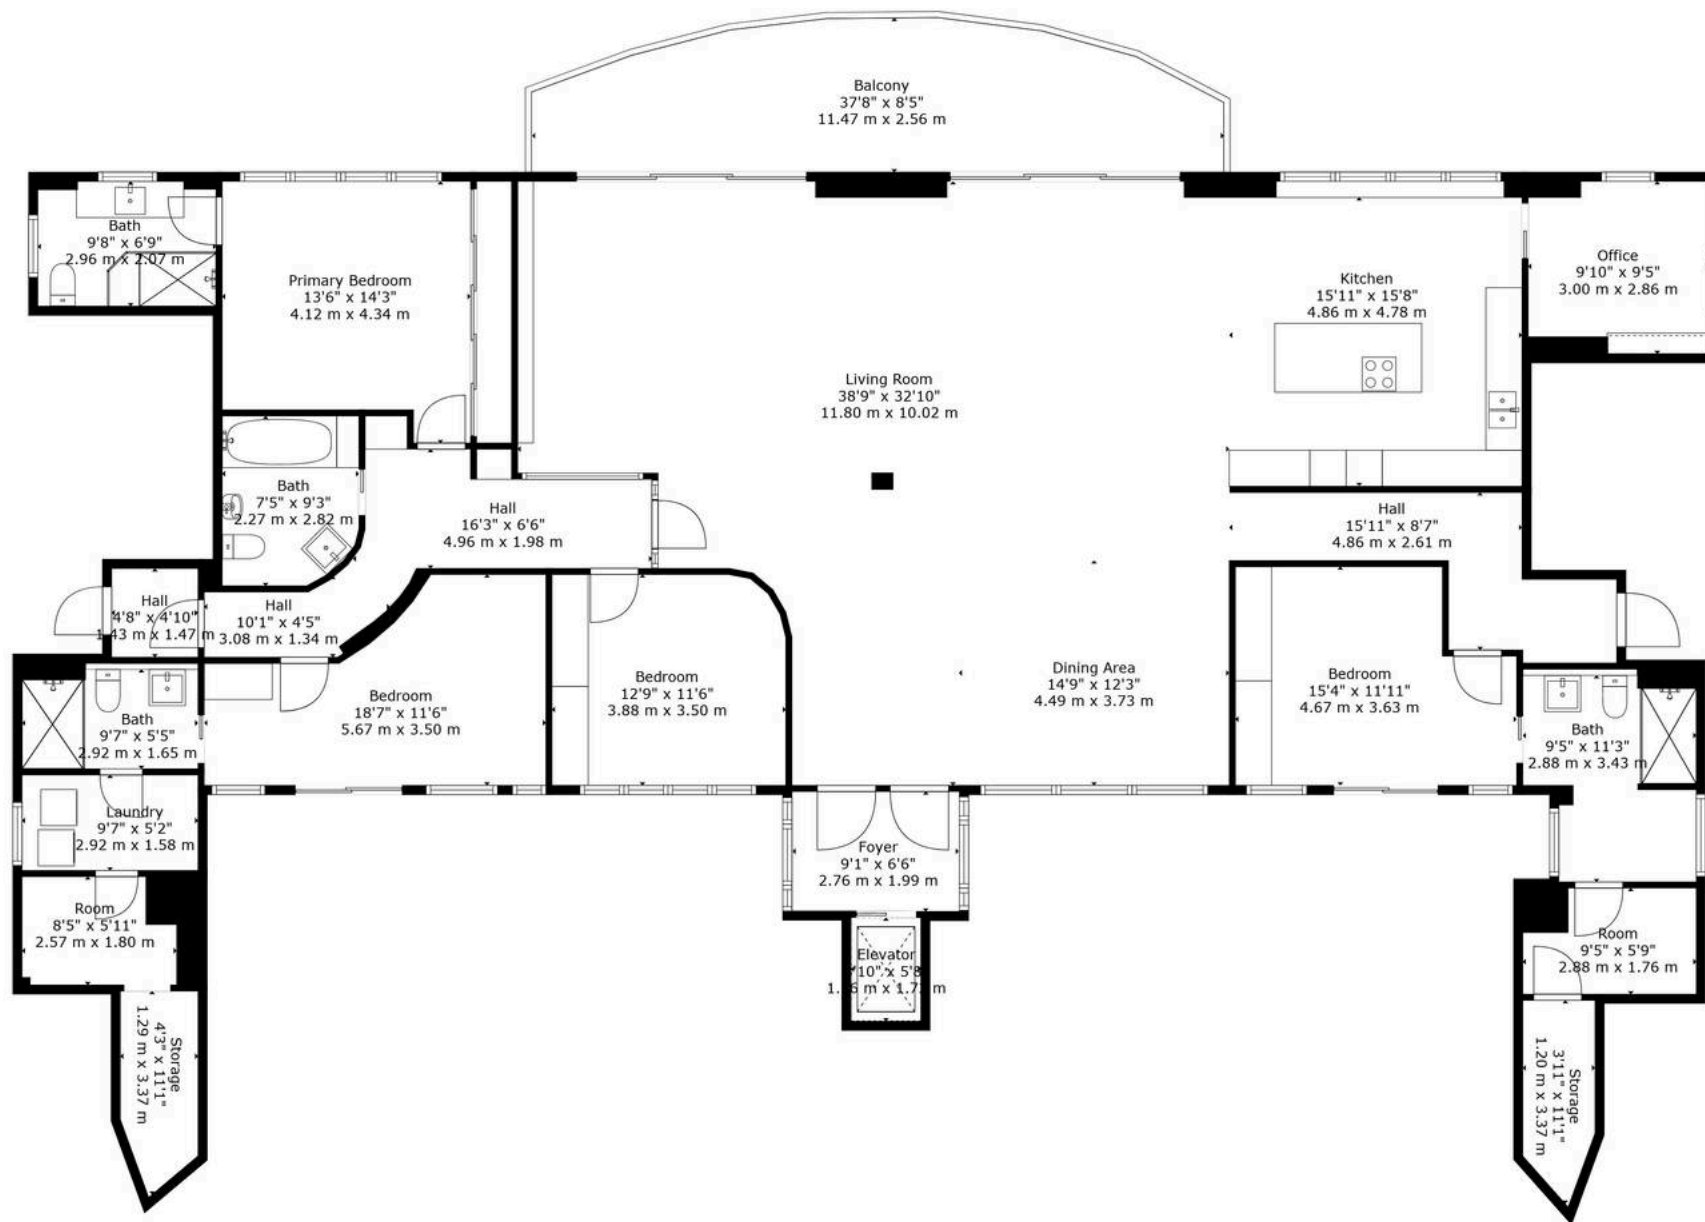 Balcony
37'8" x 8'5"
11.47 m x 2.56 m
Bath
9'8" x 6'9"
2.96 m x 2.07 m
Primary Bedroom
13'6" x 14'3"
4.12 m x 4.34 m
Living Room
38'9" x 32'10"
11.80 m x 10.02 m
Kitchen
15'11" x 15'8"
4.86 m x 4.78 m
Office
9'10" x 9'5"
3.00 m x 2.86 m
Bath
7'5" x 9'3"
2.27 m x 2.82 m
Hall
16'3" x 6'6"
4.96 m x 1.98 m
Hall
15'11" x 8'7"
4.86 m x 2.61 m
Hall
4'8" x 4'10"
1.43 m x 1.47 m
Hall
10'1" x 4'5"
3.08 m x 1.34 m
Bedroom
18'7" x 11'6"
5.67 m x 3.50 m
Bedroom
12'9" x 11'6"
3.88 m x 3.50 m
Dining Area
14'9" x 12'3"
4.49 m x 3.73 m
Bedroom
15'4" x 11'11"
4.67 m x 3.63 m
Bath
9'7" x 5'5"
2.92 m x 1.65 m
Bath
9'5" x 11'3"
2.88 m x 3.43 m
Laundry
9'7" x 5'2"
2.92 m x 1.58 m
Foyer
9'1" x 6'6"
2.76 m x 1.99 m
Room
8'5" x 5'11"
2.57 m x 1.80 m
Elevator
x
m x m
Room
9'5" x 5'9"
2.88 m x 1.76 m
Storage
4'3" x 11'1"
1.29 m x 3.37 m
Storage
3'11" x 11'1"
1.20 m x 3.37 m